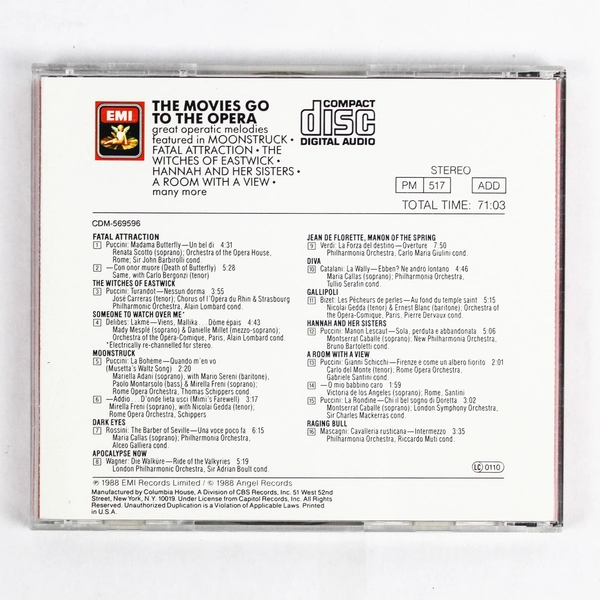 EMI
THE MOVIES GO
TO THE OPERA
great operatic melodies
featured in MOONSTRUCK •
FATAL ATTRACTION • THE
WITCHES OF EASTWICK •
HANNAH AND HER SISTERS •
A ROOM WITH A VIEW •
many more
COMPACT
disc
DIGITAL AUDIO
STEREO
PM 517 ADD
TOTAL TIME: 71:03
CDM-569596
FATAL ATTRACTION
1 Puccini: Madama Butterfly—Un bel di 4:31
Renata Scotto (soprano); Orchestra of the Opera House,
Rome; Sir John Barbirolli cond.
2 —Con onor muore (Death of Butterfly) 5:28
Same, with Carlo Bergonzi (tenor)
THE WITCHES OF EASTWICK
3 Puccini: Turandot—Nessun dorma 3:55
José Carreras (tenor); Chorus of l'Opéra du Rhin & Strasbourg
Philharmonic Orchestra, Alain Lombard cond.
SOMEONE TO WATCH OVER ME*
4 Delibes: Lakmé—Viens, Mallika... Dôme épais 4:43
Mady Mesplé (soprano) & Danielle Millet (mezzo-soprano);
Orchestra of the Opéra-Comique, Paris, Alain Lombard cond.
*Electrically re-channelled for stereo.
MOONSTRUCK
5 Puccini: La Bohème—Quando m'en vo
(Musetta's Waltz Song) 2:20
Mariella Adani (soprano), with Mario Sereni (baritone),
Paolo Montarsolo (bass) & Mirella Freni (soprano);
Rome Opera Orchestra, Thomas Schippers cond.
6 —Addio... D'onde lieta usci (Mimi's Farewell) 3:17
Mirella Freni (soprano), with Nicolai Gedda (tenor);
Rome Opera Orchestra, Schippers
DARK EYES
7 Rossini: The Barber of Seville—Una voce poco fa 6:15
Maria Callas (soprano); Philharmonia Orchestra,
Alceo Galliera cond.
APOCALYPSE NOW
8 Wagner: Die Walküre—Ride of the Valkyries 5:19
London Philharmonic Orchestra, Sir Adrian Boult cond.
JEAN DE FLORETTE, MANON OF THE SPRING
9 Verdi: La Forza del destino—Overture 7:50
Philharmonia Orchestra, Carlo Maria Giulini cond.
DIVA
10 Catalani: La Wally—Ebben? Ne andro lontano 4:46
Maria Callas (soprano); Philharmonia Orchestra,
Tullio Serafin cond.
GALLIPOLI
11 Bizet: Les Pêcheurs de perles—Au fond du temple saint 5:15
Nicolai Gedda (tenor) & Ernest Blanc (baritone); Orchestra of
the Opéra-Comique, Paris, Pierre Dervaux cond.
HANNAH AND HER SISTERS
12 Puccini: Manon Lescaut—Sola, perduta e abbandonata 5:06
Montserrat Caballé (soprano); New Philharmonia Orchestra,
Bruno Bartoletti cond.
A ROOM WITH A VIEW
13 Puccini: Gianni Schicchi—Firenze e come un albero fiorito 2:01
Carlo del Monte (tenor); Rome Opera Orchestra,
Gabriele Santini cond.
14 —O mio babbino caro 1:59
Victoria de los Angeles (soprano); Rome, Santini
15 Puccini: La Rondine—Chi il bel sogno di Doretta 3:02
Montserrat Caballé (soprano); London Symphony Orchestra,
Sir Charles Mackerras cond.
RAGING BULL
16 Mascagni: Cavalleria rusticana—Intermezzo 3:35
Philharmonia Orchestra, Riccardo Muti cond.
LC 0110
℗ 1988 EMI Records Limited / © 1988 Angel Records
Manufactured by Columbia House, A Division of CBS Records, Inc. 51 West 52nd
Street, New York, N.Y. 10019. Under License from Capitol Records, Inc. All Rights
Reserved. Unauthorized Duplication is a Violation of Applicable Laws. Printed
in U.S.A.